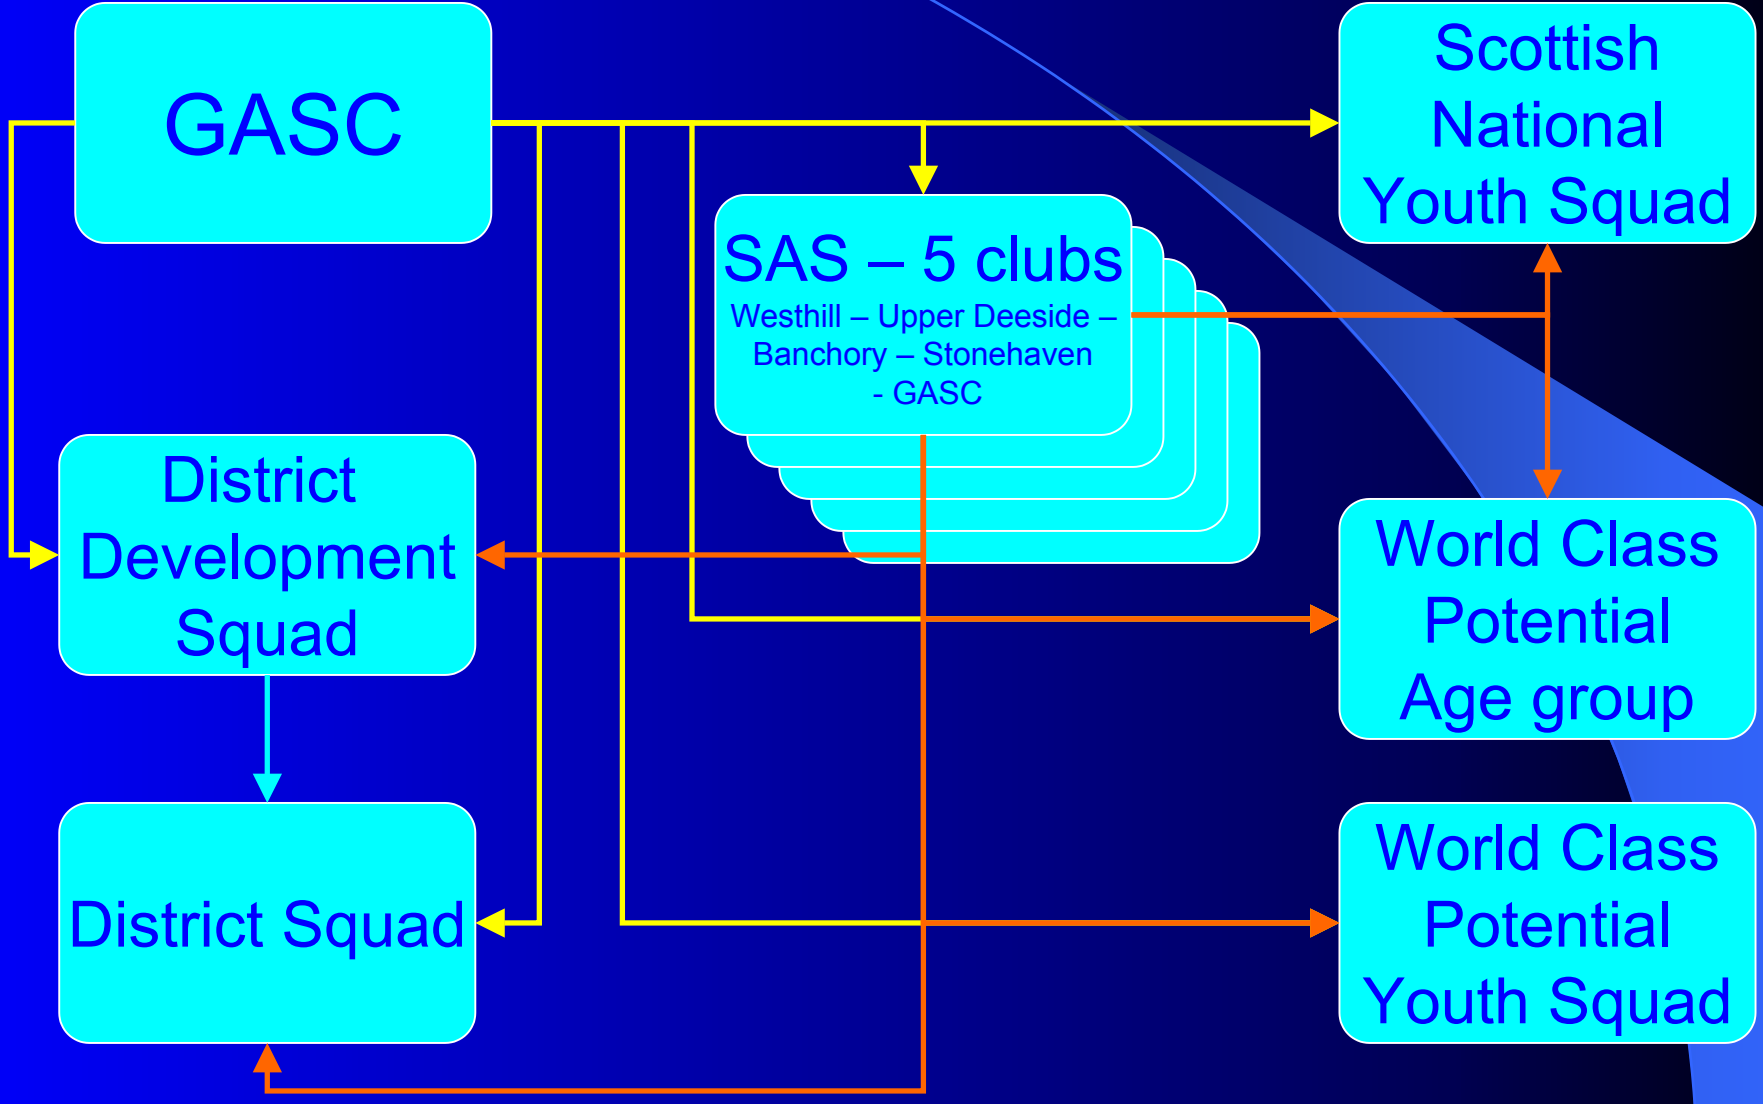 GASC
Scottish
National
Youth Squad
SAS – 5 clubs
Westhill – Upper Deeside –
Banchory – Stonehaven
- GASC
District
Development
Squad
World Class
Potential
Age group
District Squad
World Class
Potential
Youth Squad